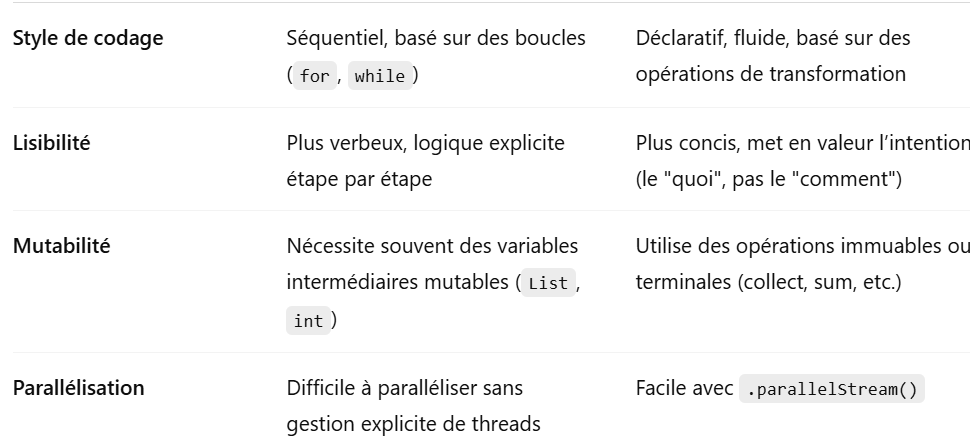 Style de codage
Séquentiel, basé sur des boucles
(for, while)
Déclaratif, fluide, basé sur des
opérations de transformation
Lisibilité
Plus verbeux, logique explicite
étape par étape
Plus concis, met en valeur l’intention
(le "quoi", pas le "comment")
Mutabilité
Nécessite souvent des variables
intermédiaires mutables (List,
int)
Utilise des opérations immuables ou
terminales (collect, sum, etc.)
Parallélisation
Difficile à paralléliser sans
gestion explicite de threads
Facile avec .parallelStream()